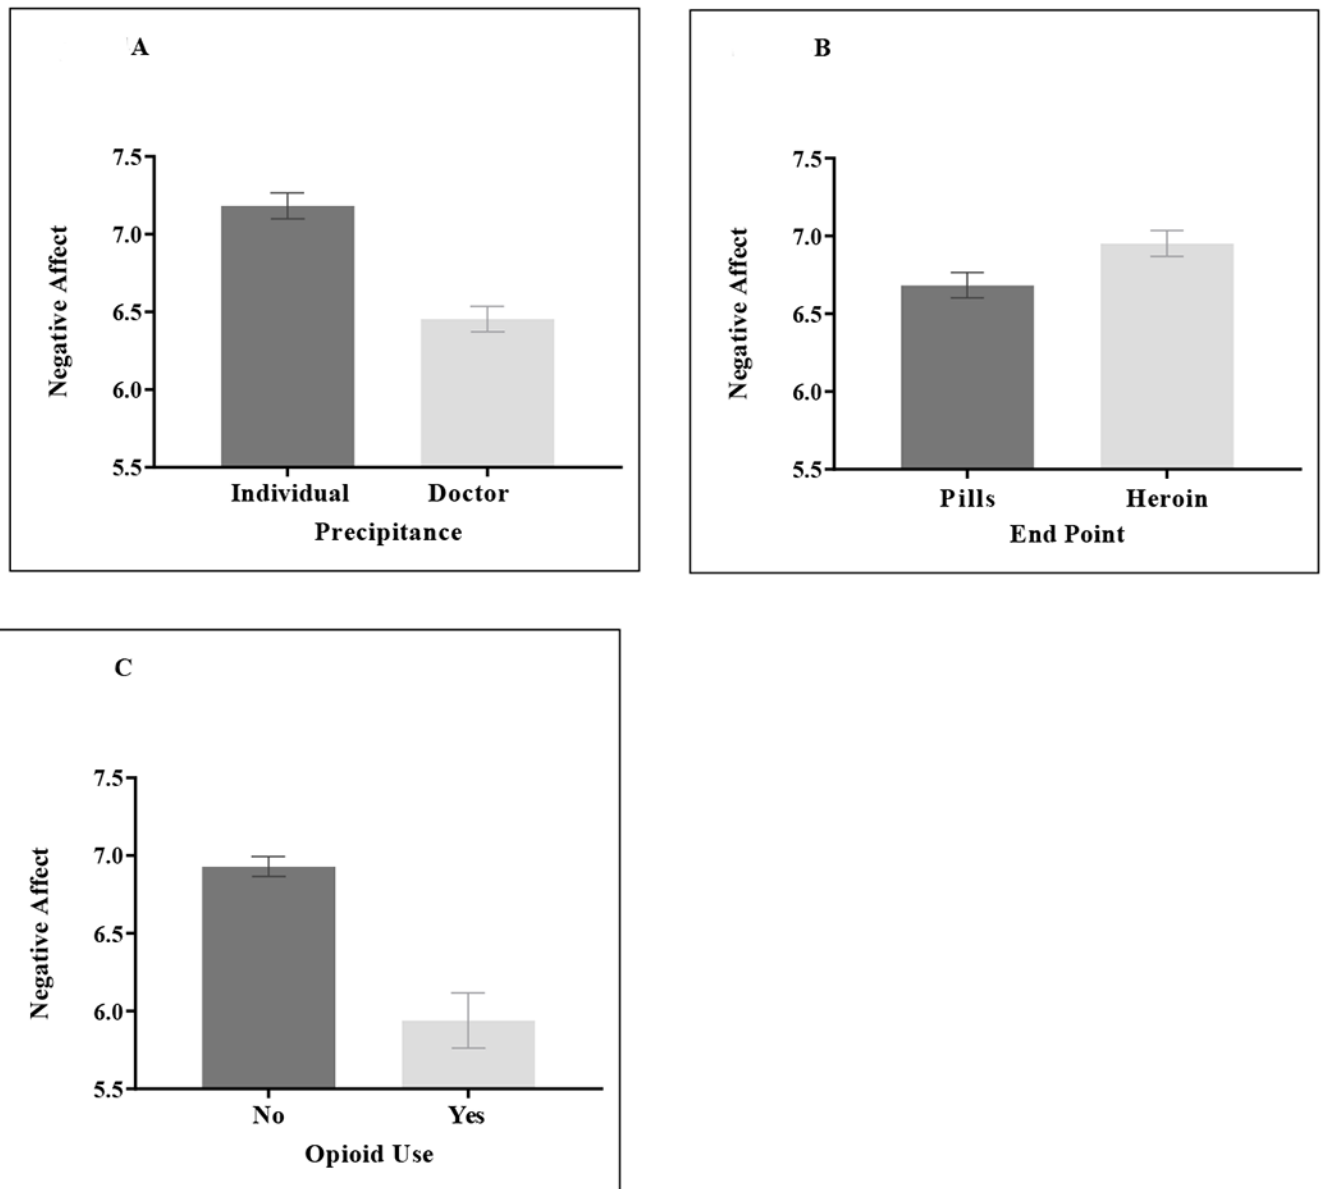 A
7.5
7.0
6.5
6.0
5.5
Negative Affect
Individual
Doctor
Precipitance
B
7.5
7.0
6.5
6.0
5.5
Negative Affect
Pills
Heroin
End Point
C
7.5
7.0
6.5
6.0
5.5
Negative Affect
No
Yes
Opioid Use